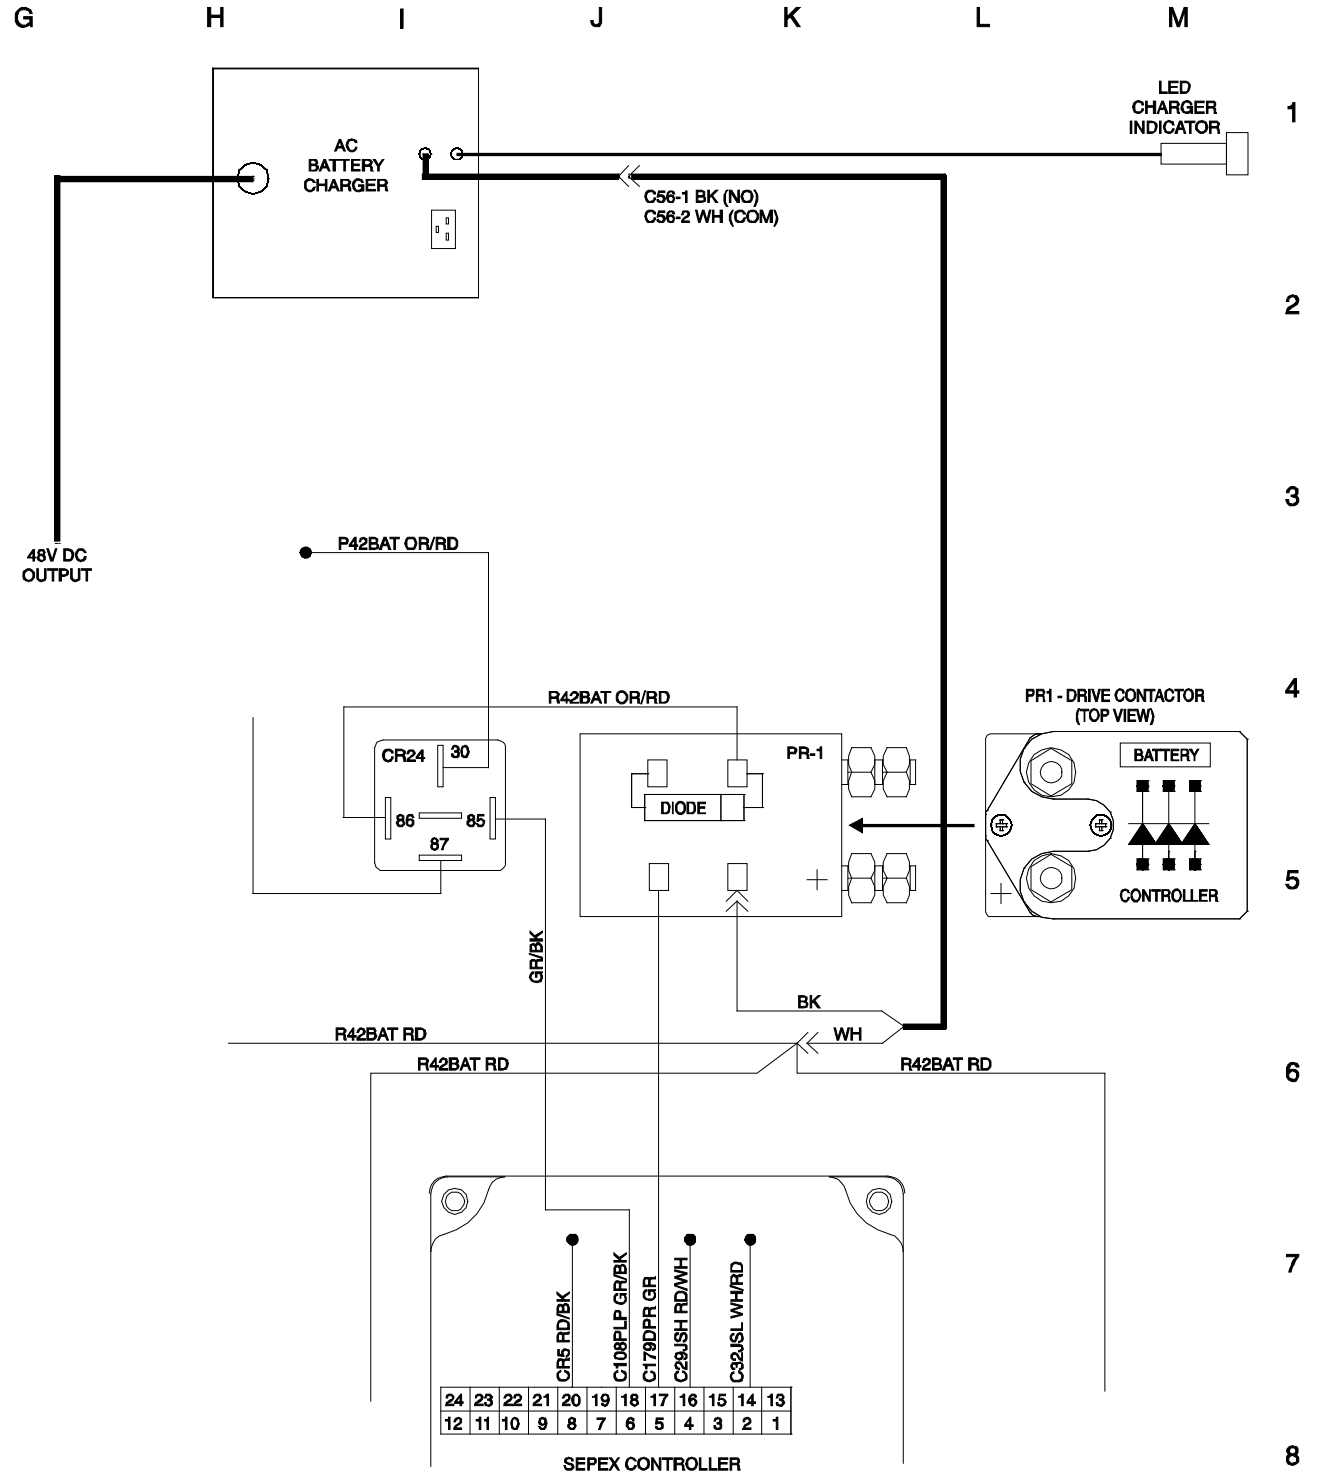 G H I J K L M
LED
CHARGER
INDICATOR
1
AC
BATTERY
CHARGER
C56-1 BK (NO)
C56-2 WH (COM)
2
3
P42BAT OR/RD
48V DC
OUTPUT
4
R42BAT OR/RD
PR1 - DRIVE CONTACTOR
(TOP VIEW)
CR24 30
PR-1
BATTERY
DIODE
86 85
87
+
+
5
CONTROLLER
GR/BK
BK
R42BAT RD
WH
R42BAT RD
R42BAT RD
6
7
CR5 RD/BK
C108PLP GR/BK
C179DPR GR
C29JSH RD/WH
C32JSL WH/RD
24 23 22 21 20 19 18 17 16 15 14 13
12 11 10 9 8 7 6 5 4 3 2 1
SEPEX CONTROLLER
8